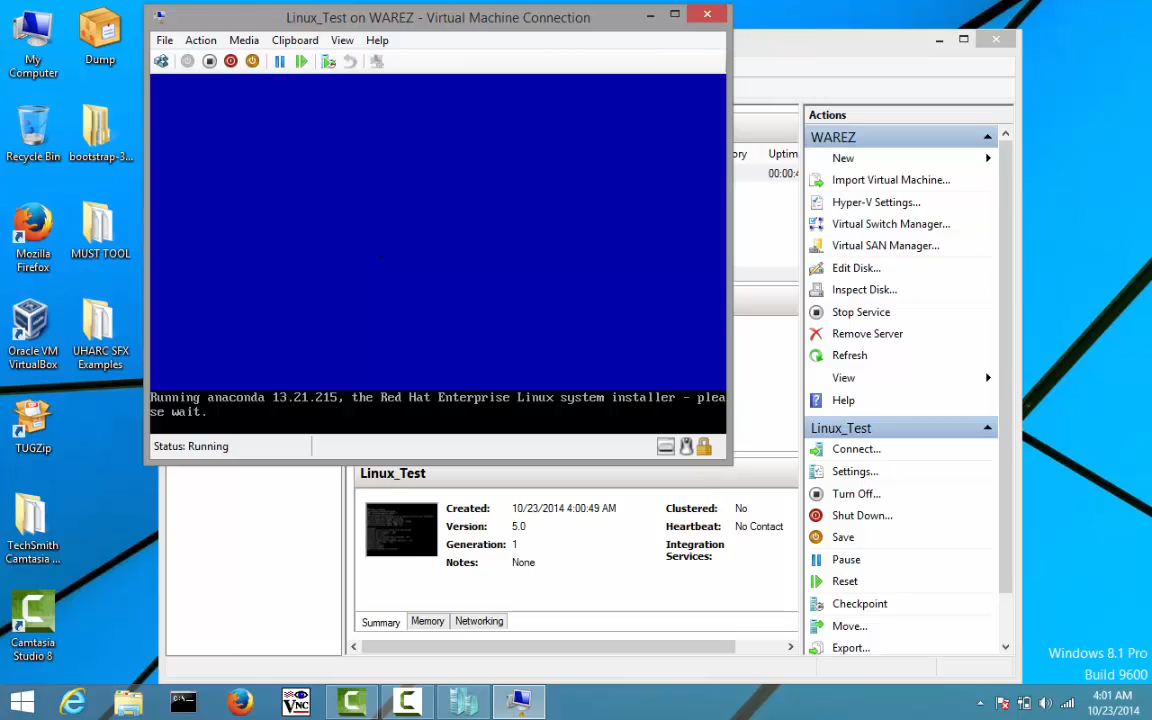 My
Computer
Dump
Recycle Bin
bootstrap-3...
Mozilla
Firefox
MUST TOOL
Oracle VM
VirtualBox
UHARC SFX
Examples
TUGZip
TechSmith
Camtasia ...
Camtasia
Studio 8
Linux_Test on WAREZ - Virtual Machine Connection
File Action Media Clipboard View Help
Running anaconda 13.21.215, the Red Hat Enterprise Linux system installer - plea
se wait.
Status: Running
ory Uptim
00:00:4
Linux_Test
Created: 10/23/2014 4:00:49 AM Clustered: No
Version: 5.0 Heartbeat: No Contact
Generation: 1 Integration
Services:
Notes: None
Summary Memory Networking
Actions
WAREZ
New
Import Virtual Machine...
Hyper-V Settings...
Virtual Switch Manager...
Virtual SAN Manager...
Edit Disk...
Inspect Disk...
Stop Service
Remove Server
Refresh
View
Help
Linux_Test
Connect...
Settings...
Turn Off...
Shut Down...
Save
Pause
Reset
Checkpoint
Move...
Export...
Windows 8.1 Pro
Build 9600
VNC
4:01 AM
10/23/2014